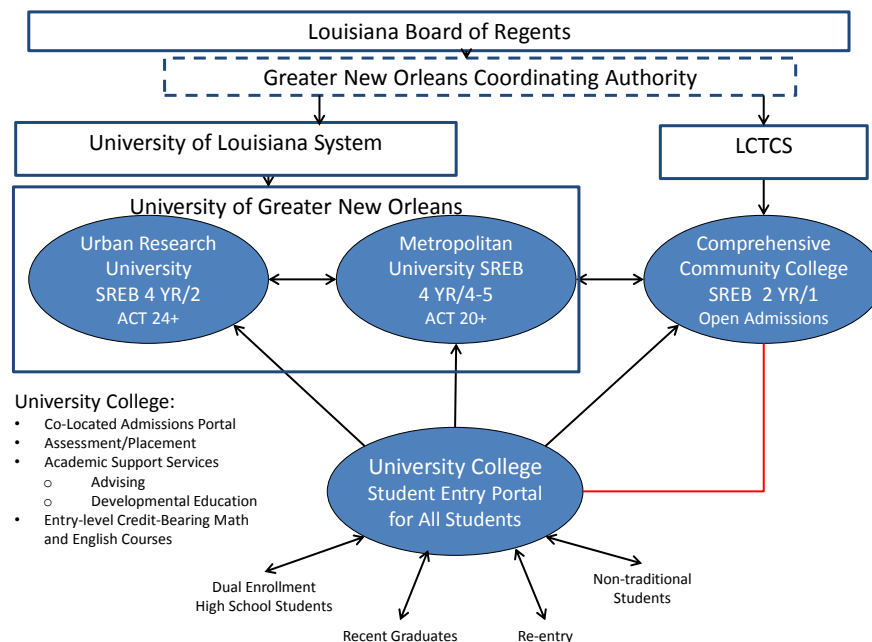 Louisiana Board of Regents
Greater New Orleans Coordinating Authority
University of Louisiana System
LCTCS
University of Greater New Orleans
Urban Research
University
SREB 4 YR/2
ACT 24+
Metropolitan
University SREB
4 YR/4-5
ACT 20+
Comprehensive
Community College
SREB 2 YR/1
Open Admissions
University College:
• Co-Located Admissions Portal
• Assessment/Placement
• Academic Support Services
o Advising
o Developmental Education
• Entry-level Credit-Bearing Math
and English Courses
University College
Student Entry Portal
for All Students
Dual Enrollment
High School Students
Recent Graduates
Re-entry
Non-traditional
Students